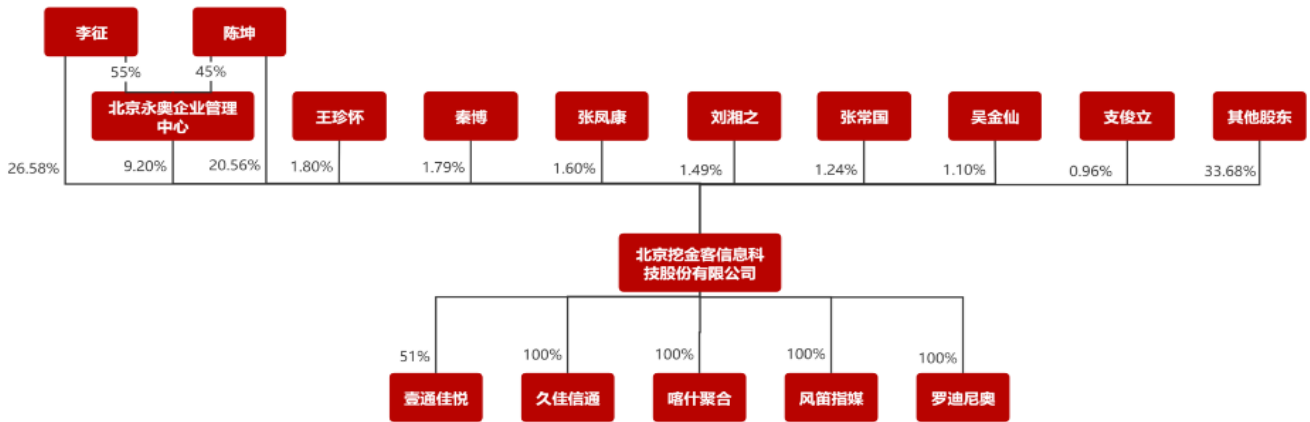 李征
陈坤
55%
45%
北京永奥企业管理
中心
王珍怀
秦博
张凤康
刘湘之
张常国
吴金仙
支俊立
其他股东
26.58%
9.20%
20.56%
1.80%
1.79%
1.60%
1.49%
1.24%
1.10%
0.96%
33.68%
北京挖金客信息科
技股份有限公司
51%
100%
100%
100%
100%
壹通佳悦
久佳信通
喀什聚合
风笛指媒
罗迪尼奥